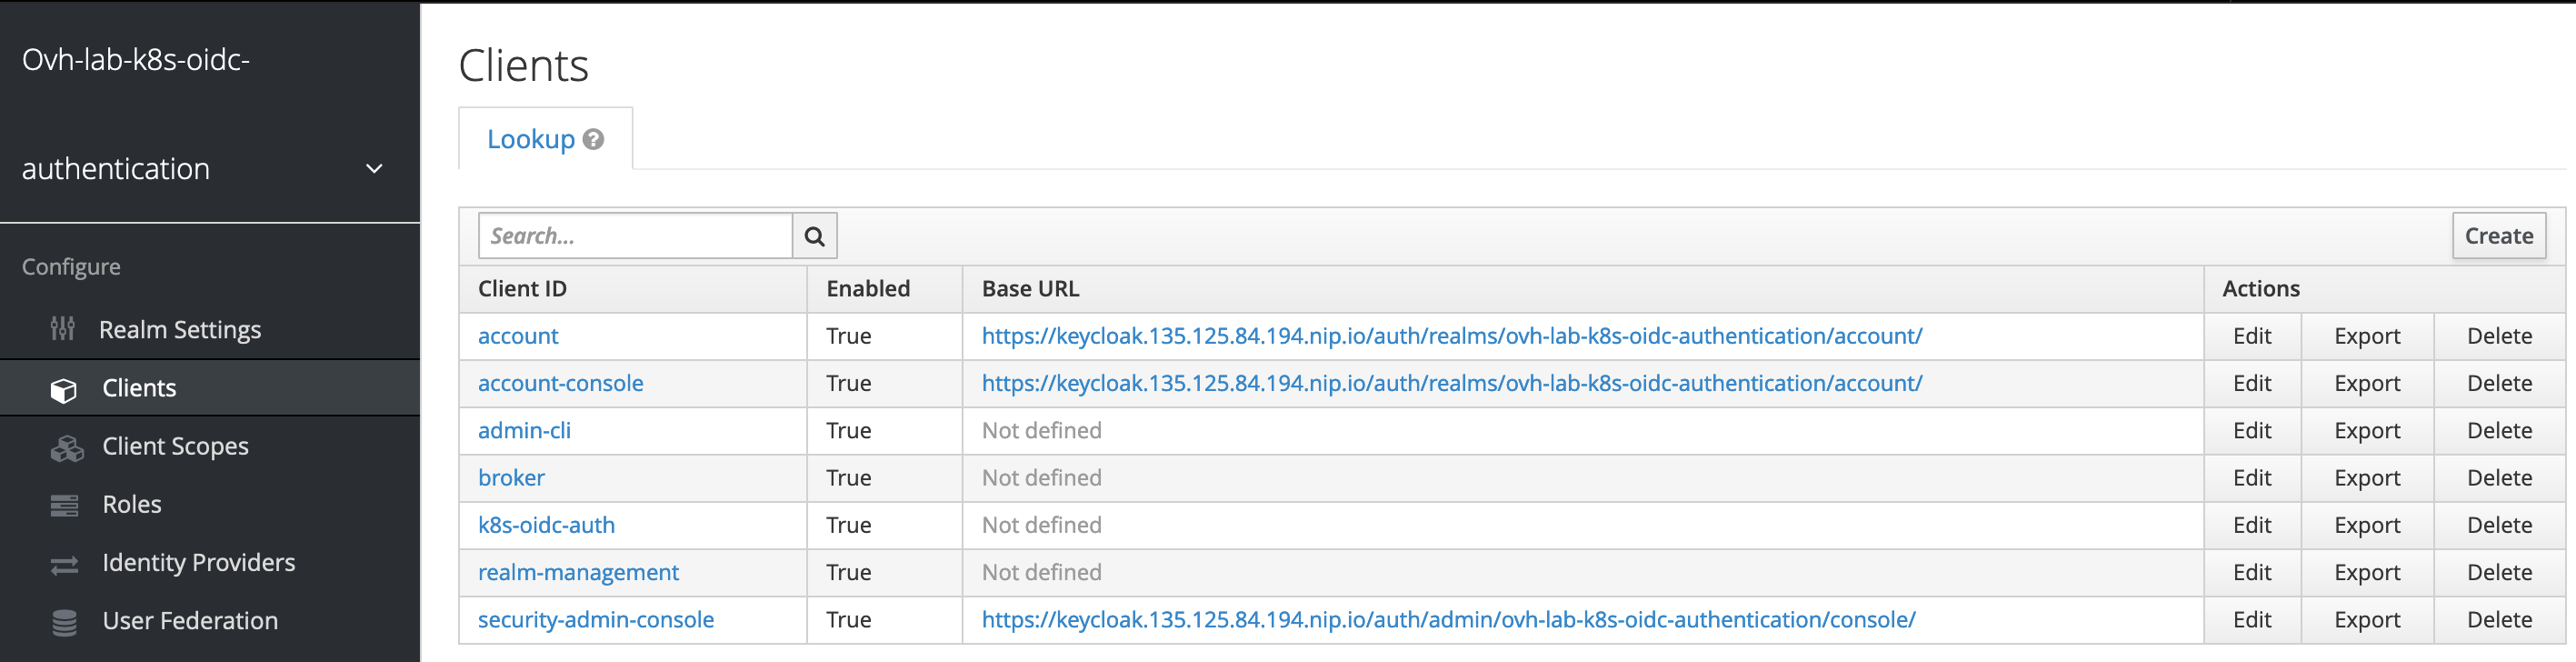 Ovh-lab-k8s-oidc-
authentication
Configure
Realm Settings
Clients
Client Scopes
Roles
Identity Providers
User Federation
Clients
Lookup ?
Search...
Create
Client ID Enabled Base URL Actions
account True https://keycloak.135.125.84.194.nip.io/auth/realms/ovh-lab-k8s-oidc-authentication/account/ Edit Export Delete
account-console True https://keycloak.135.125.84.194.nip.io/auth/realms/ovh-lab-k8s-oidc-authentication/account/ Edit Export Delete
admin-cli True Not defined Edit Export Delete
broker True Not defined Edit Export Delete
k8s-oidc-auth True Not defined Edit Export Delete
realm-management True Not defined Edit Export Delete
security-admin-console True https://keycloak.135.125.84.194.nip.io/auth/admin/ovh-lab-k8s-oidc-authentication/console/ Edit Export Delete